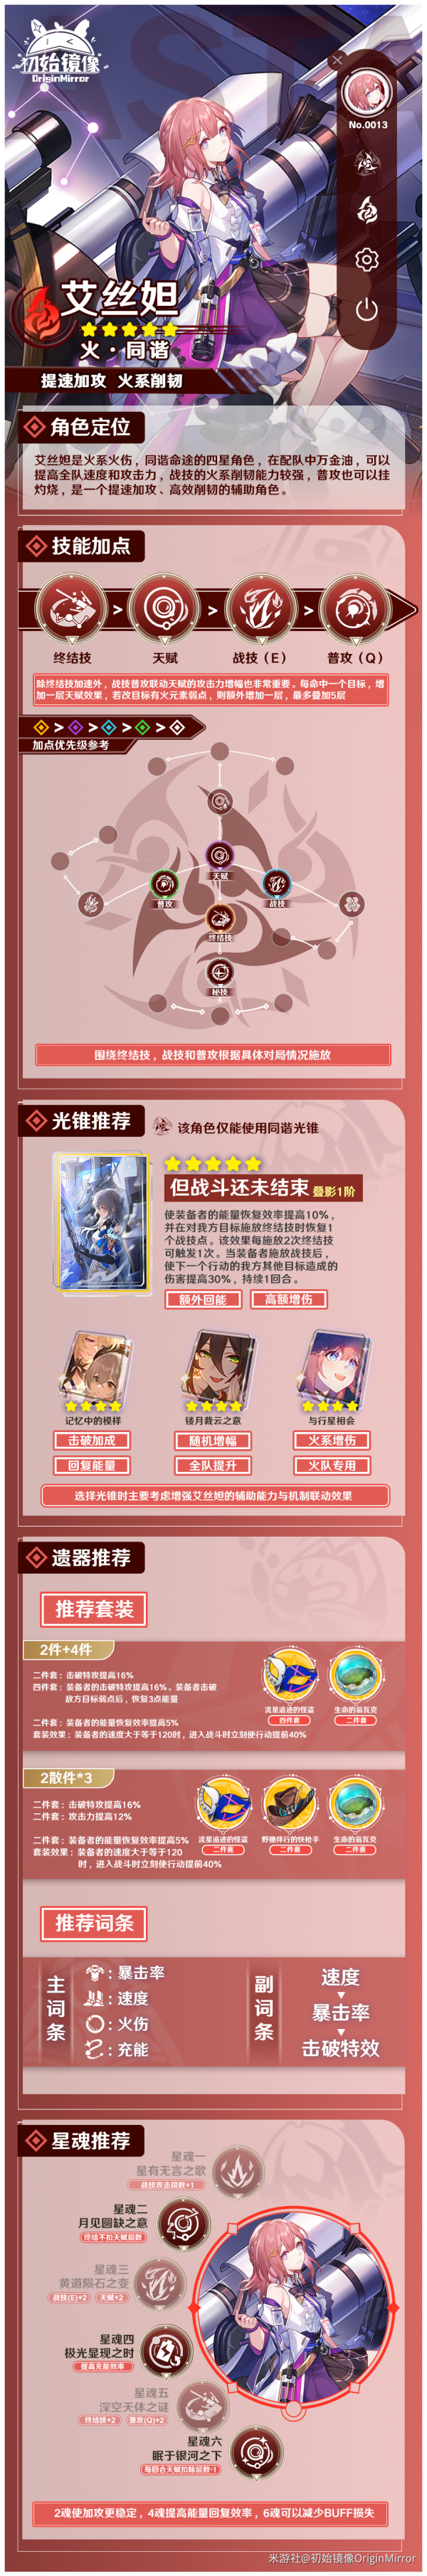 初始镜像
OriginMirror
No.0013
艾丝妲
火·同谐
提速加攻 火系削韧
角色定位
艾丝妲是火系火伤，同谐命途的四星角色，在配队中万金油，可以
提高全队速度和攻击力，战技的火系削韧能力较强，普攻也可以挂
灼烧，是一个提速加攻、高效削韧的辅助角色。
技能加点
> > >
终结技 天赋 战技（E） 普攻（Q）
除终结技加速外，战技普攻联动天赋的攻击力增幅也非常重要。每命中一个目标，增
加一层天赋效果，若改目标有火元素弱点，则额外增加一层，最多叠加5层
> > > >
加点优先级参考
天赋
普攻 战技
终结技
秘技
围绕终结技，战技和普攻根据具体对局情况施放
光锥推荐
该角色仅能使用同谐光锥
但战斗还未结束 叠影1阶
使装备者的能量恢复效率提高10%，
并在对我方目标施放终结技时恢复1
个战技点。该效果每施放2次终结技
可触发1次。当装备者施放战技后，
使下一个行动的我方其他目标造成的
伤害提高30%，持续1回合。
额外回能 高额增伤
记忆中的模样 镂月裁云之意 与行星相会
击破加成 随机增幅 火系增伤
回复能量 全队提升 火队专用
选择光锥时主要考虑增强艾丝妲的辅助能力与机制联动效果
遗器推荐
推荐套装
2件+4件
二件套：击破特攻提高16%
四件套：装备者的击破特攻提高16%。装备者击破
敌方目标弱点后，恢复3点能量
二件套：装备者的能量恢复效率提高5%
套装效果：装备者的速度大于等于120时，进入战斗时立刻使行动提前40%
流星追迹的怪盗 生命的翁瓦克
四件套 二件套
2散件*3
二件套：击破特攻提高16%
二件套：攻击力提高12%
二件套：装备者的能量恢复效率提高5%
套装效果：装备者的速度大于等于120
时，进入战斗时立刻使行动提前40%
流星追迹的怪盗 野穗伴行的快枪手 生命的翁瓦克
二件套 二件套 二件套
推荐词条
主词条
：暴击率
：速度
：火伤
：充能
副词条
速度
暴击率
击破特效
星魂推荐
星魂一
星有无言之歌
战技攻击段数+1
星魂二
月见圆缺之意
终结不扣天赋层数
星魂三
黄道陨石之变
战技(E)+2 天赋+2
星魂四
极光显现之时
提高充能效率
星魂五
深空天体之谜
终结技+2 普攻(Q)+2
星魂六
眠于银河之下
每回合天赋扣除层数-1
2魂使加攻更稳定，4魂提高能量回复效率，6魂可以减少BUFF损失
米游社@初始镜像OriginMirror